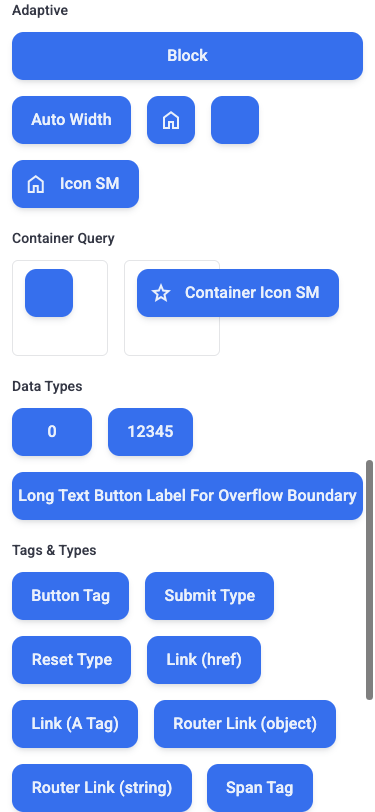 Adaptive
Block
Auto Width
Icon SM
Container Query
Container Icon SM
Data Types
0 12345
Long Text Button Label For Overflow Boundary
Tags & Types
Button Tag Submit Type
Reset Type Link (href)
Link (A Tag) Router Link (object)
Router Link (string) Span Tag